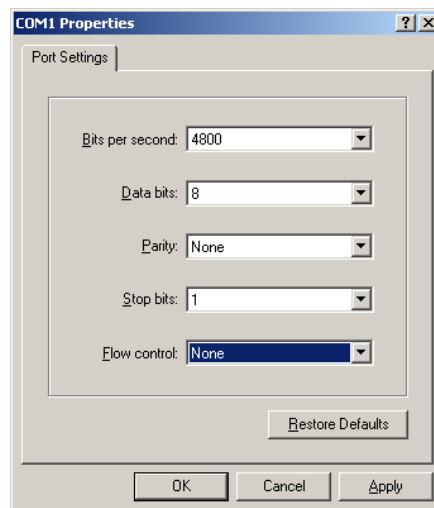 COM1 Properties
Port Settings
Bits per second: 4800
Data bits: 8
Parity: None
Stop bits: 1
Flow control: None
Restore Defaults
OK Cancel Apply